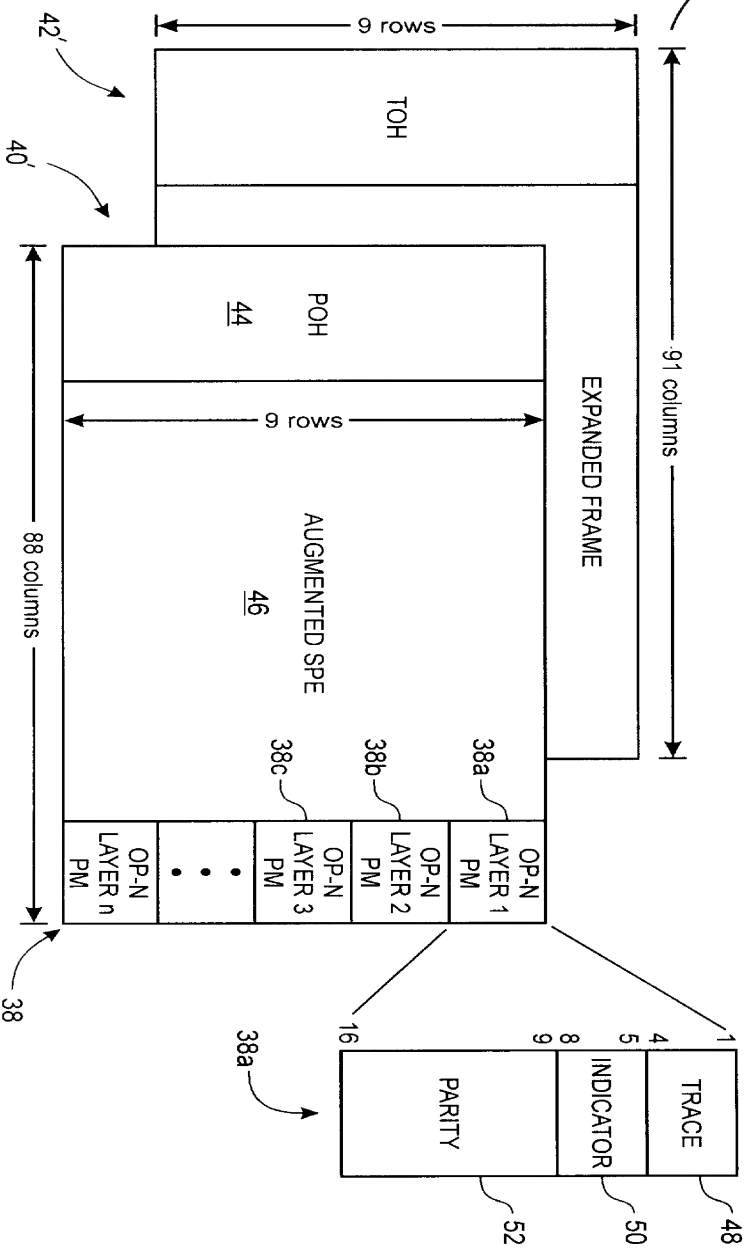 91 columns
9 rows
TOH
EXPANDED FRAME
42'
40'
POH
44
9 rows
AUGMENTED SPE
46
38a
38b
38c
OP-N
LAYER 1
PM
OP-N
LAYER 2
PM
OP-N
LAYER 3
PM
• • •
OP-N
LAYER n
PM
88 columns
38
1
TRACE
48
4
5
INDICATOR
50
8
9
PARITY
52
16
38a